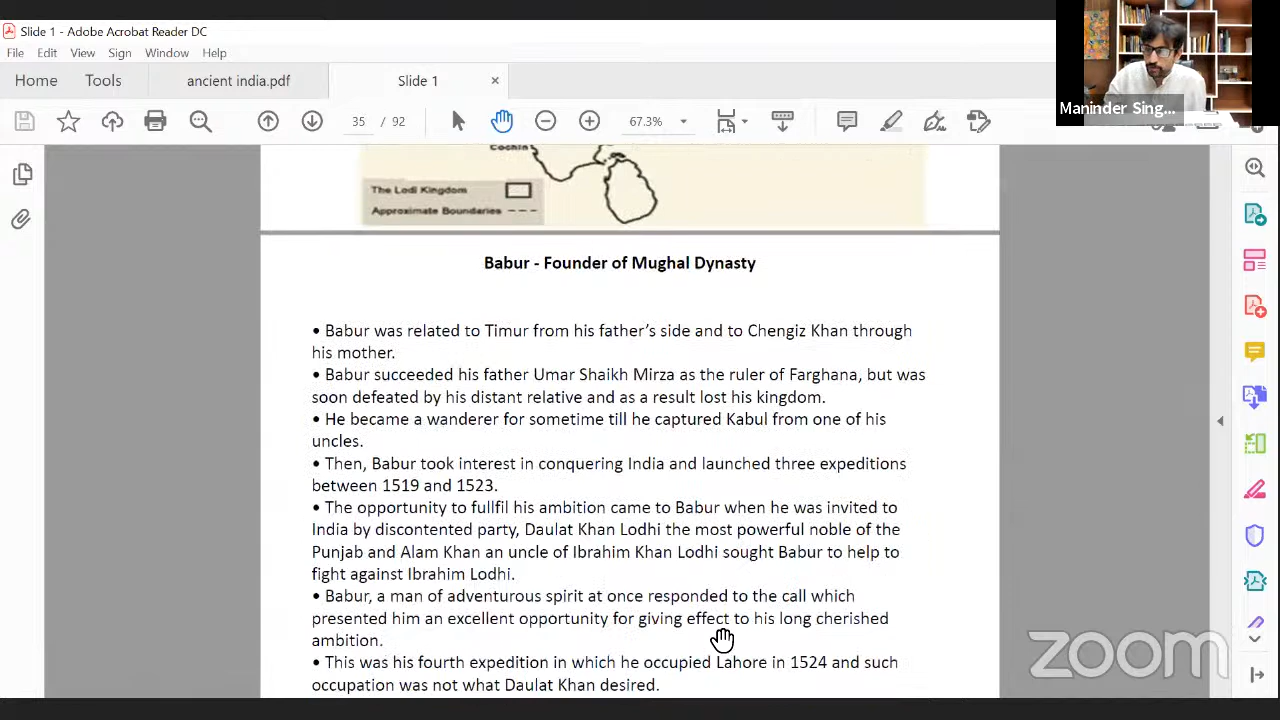 Slide 1 - Adobe Acrobat Reader DC
File Edit View Sign Window Help
Home Tools ancient india.pdf Slide 1 ×
35 / 92 67.3%
Maninder Sing...
Cochin
The Lodi Kingdom
Approximate Boundaries
Babur - Founder of Mughal Dynasty
• Babur was related to Timur from his father’s side and to Chengiz Khan through
his mother.
• Babur succeeded his father Umar Shaikh Mirza as the ruler of Farghana, but was
soon defeated by his distant relative and as a result lost his kingdom.
• He became a wanderer for sometime till he captured Kabul from one of his
uncles.
• Then, Babur took interest in conquering India and launched three expeditions
between 1519 and 1523.
• The opportunity to fullfil his ambition came to Babur when he was invited to
India by discontented party, Daulat Khan Lodhi the most powerful noble of the
Punjab and Alam Khan an uncle of Ibrahim Khan Lodhi sought Babur to help to
fight against Ibrahim Lodhi.
• Babur, a man of adventurous spirit at once responded to the call which
presented him an excellent opportunity for giving effect to his long cherished
ambition.
• This was his fourth expedition in which he occupied Lahore in 1524 and such
occupation was not what Daulat Khan desired.
zoom